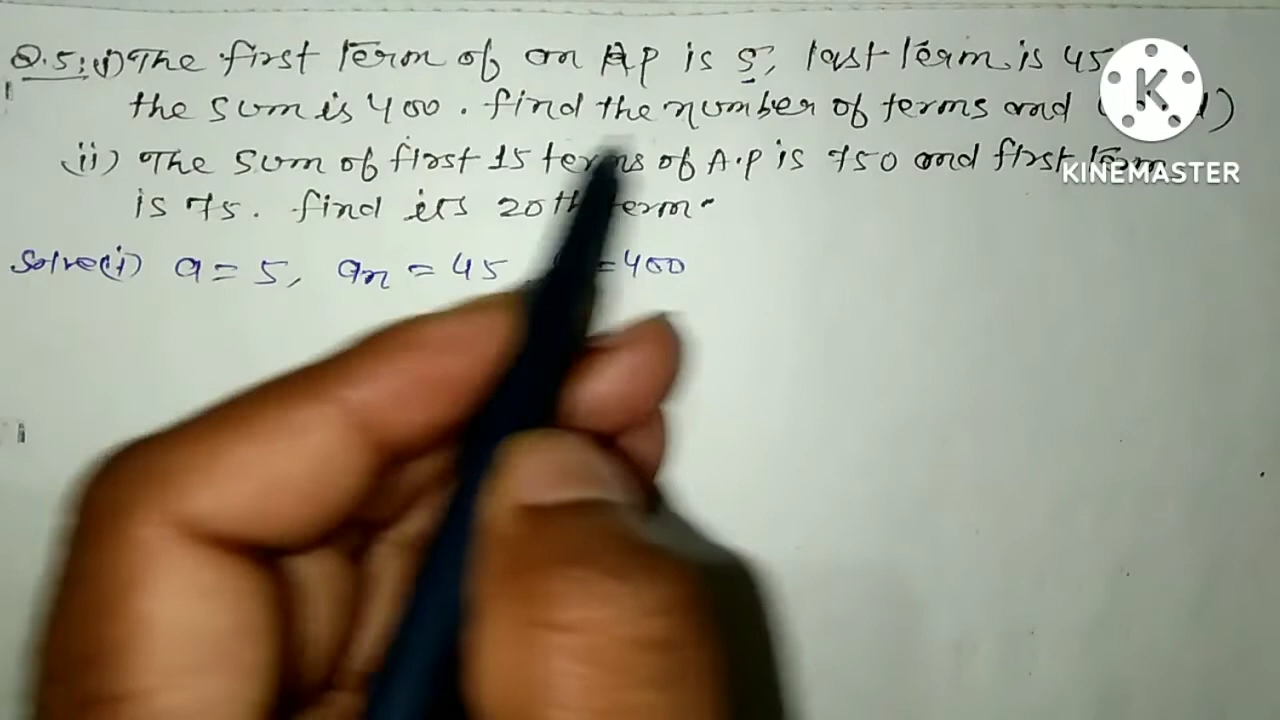 Q.5: (i) The first term of an AP is 5, last term is 45
the sum is 400. find the number of terms and
(ii) The sum of first 15 terms of A.P is 750 and first term
is 75. find its 20th term.
KINEMASTER
Solve(i) a = 5, an = 45 = 400